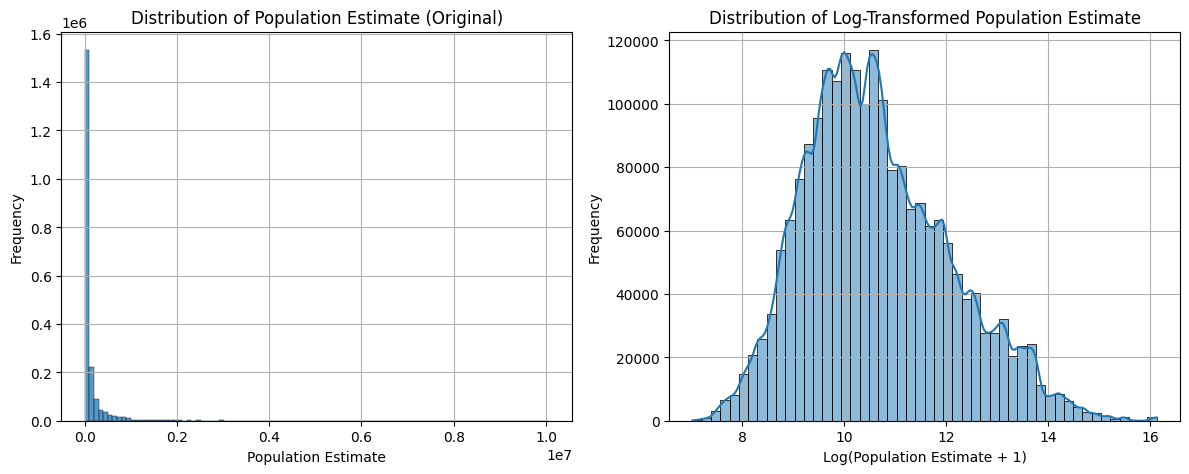 Distribution of Population Estimate (Original)
1e6
1.6
1.4
1.2
1.0
0.8
0.6
0.4
0.2
0.0
Frequency
0.0 0.2 0.4 0.6 0.8 1.0
1e7
Population Estimate
Distribution of Log-Transformed Population Estimate
120000
100000
80000
60000
40000
20000
0
Frequency
8 10 12 14 16
Log(Population Estimate + 1)